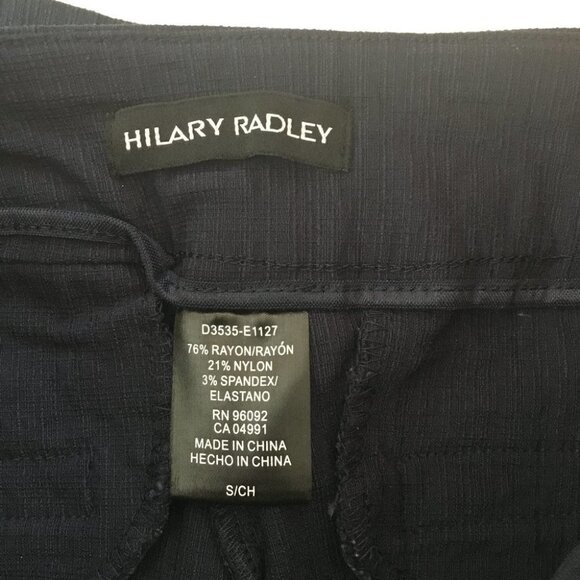 HILARY RADLEY
D3535-E1127
76% RAYON/RAYÓN
21% NYLON
3% SPANDEX/
ELASTANO
RN 96092
CA 04991
MADE IN CHINA
HECHO IN CHINA
S/CH